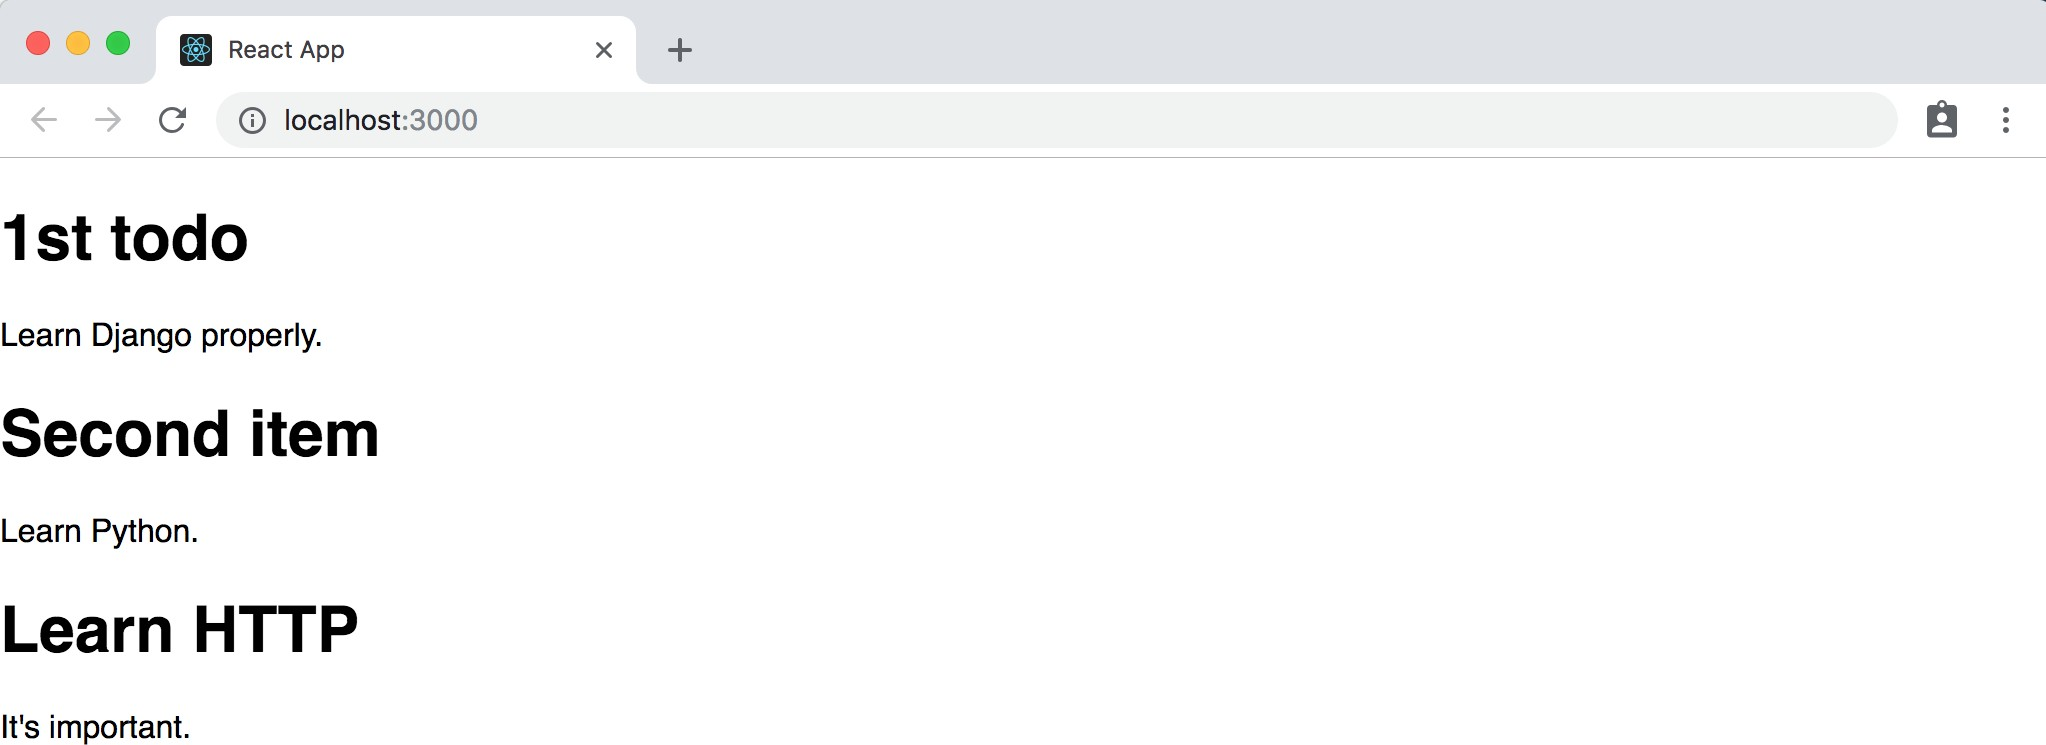 React App
localhost:3000
1st todo
Learn Django properly.
Second item
Learn Python.
Learn HTTP
It's important.